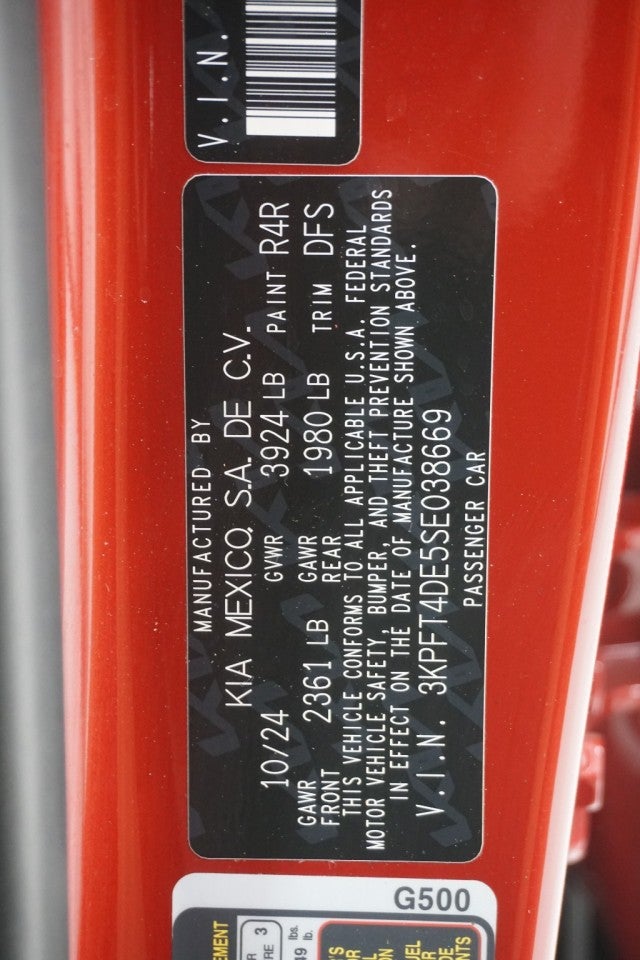 V.I.N.
MANUFACTURED BY
KIA MEXICO, S.A. DE C.V.
10/24 GVWR 3924 LB PAINT R4R
GAWR FRONT 2361 LB GAWR REAR 1980 LB TRIM DFS
THIS VEHICLE CONFORMS TO ALL APPLICABLE U.S.A. FEDERAL
MOTOR VEHICLE SAFETY, BUMPER, AND THEFT PREVENTION STANDARDS
IN EFFECT ON THE DATE OF MANUFACTURE SHOWN ABOVE.
V.I.N. 3KPFT4DE5SE038669
PASSENGER CAR
G500
3
lbs.